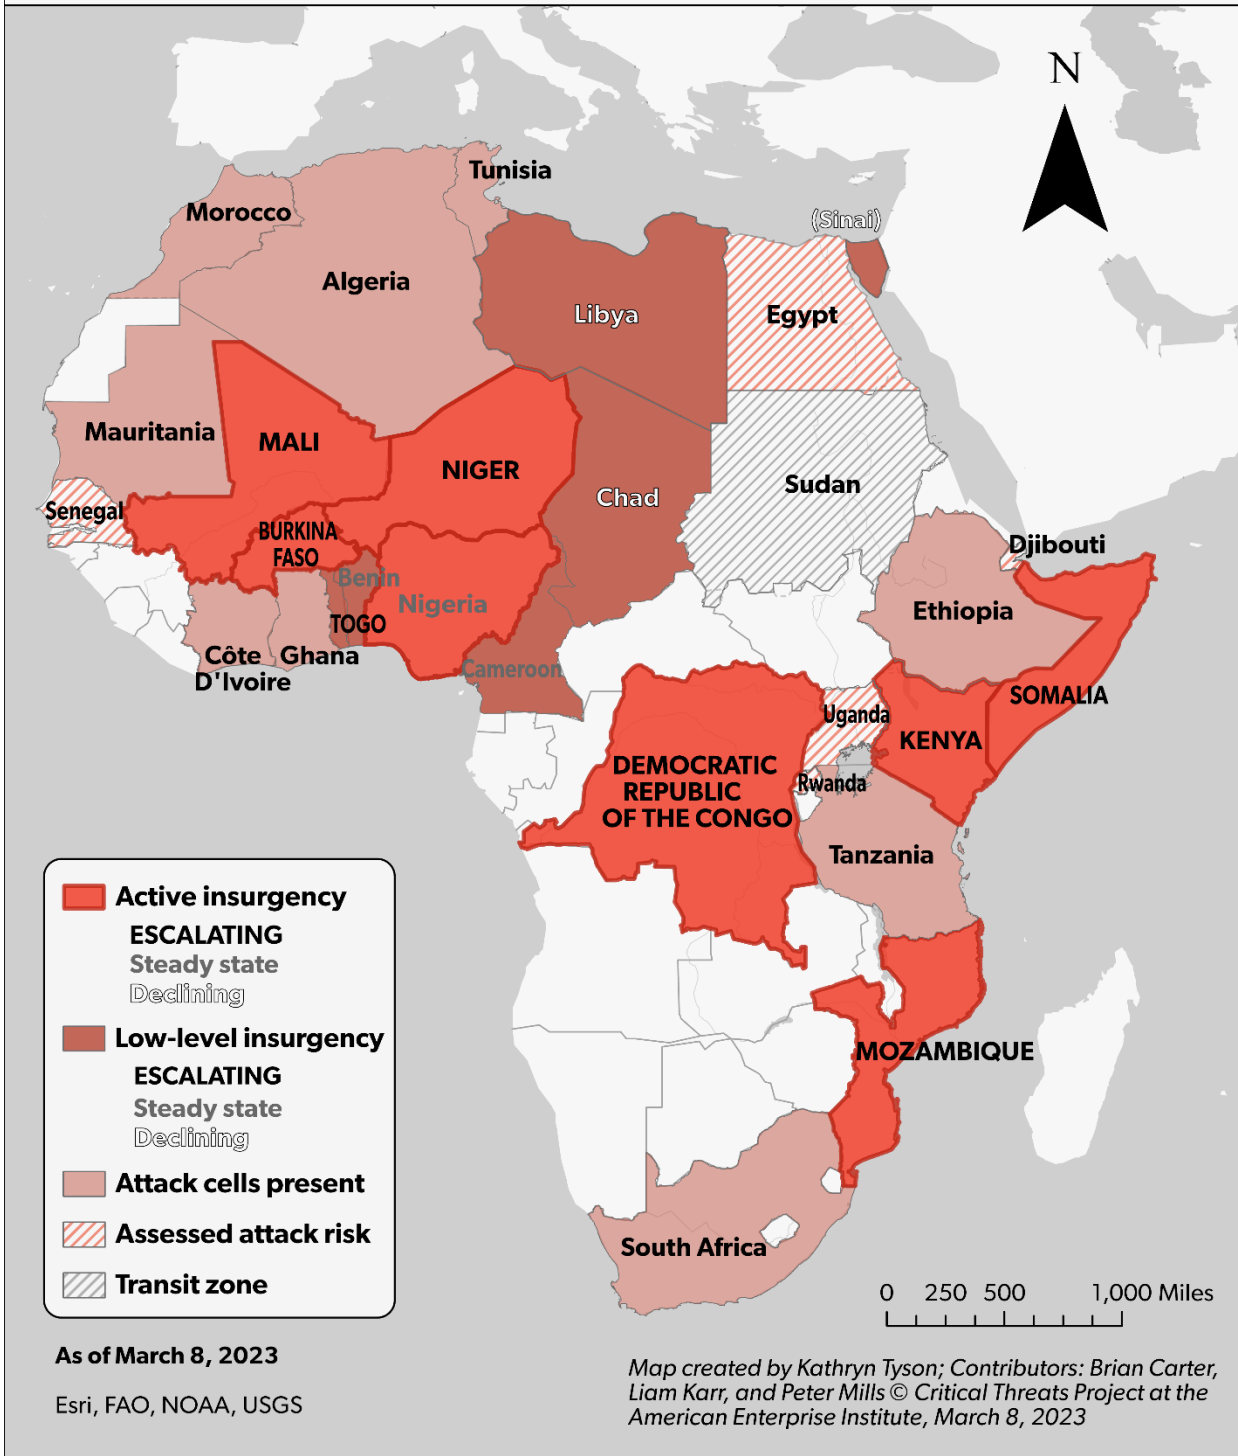 N
Tunisia
Morocco
(Sinai)
Algeria
Libya
Egypt
Mauritania
MALI
NIGER
Chad
Sudan
Senegal
BURKINA
FASO
Djibouti
Benin
Nigeria
Ethiopia
TOGO
Côte
D'Ivoire
Ghana
Cameroon
SOMALIA
Uganda
KENYA
DEMOCRATIC
REPUBLIC
OF THE CONGO
Rwanda
Tanzania
MOZAMBIQUE
South Africa
Active insurgency
ESCALATING
Steady state
Declining
Low-level insurgency
ESCALATING
Steady state
Declining
Attack cells present
Assessed attack risk
Transit zone
0 250 500 1,000 Miles
As of March 8, 2023
Esri, FAO, NOAA, USGS
Map created by Kathryn Tyson; Contributors: Brian Carter,
Liam Karr, and Peter Mills © Critical Threats Project at the
American Enterprise Institute, March 8, 2023